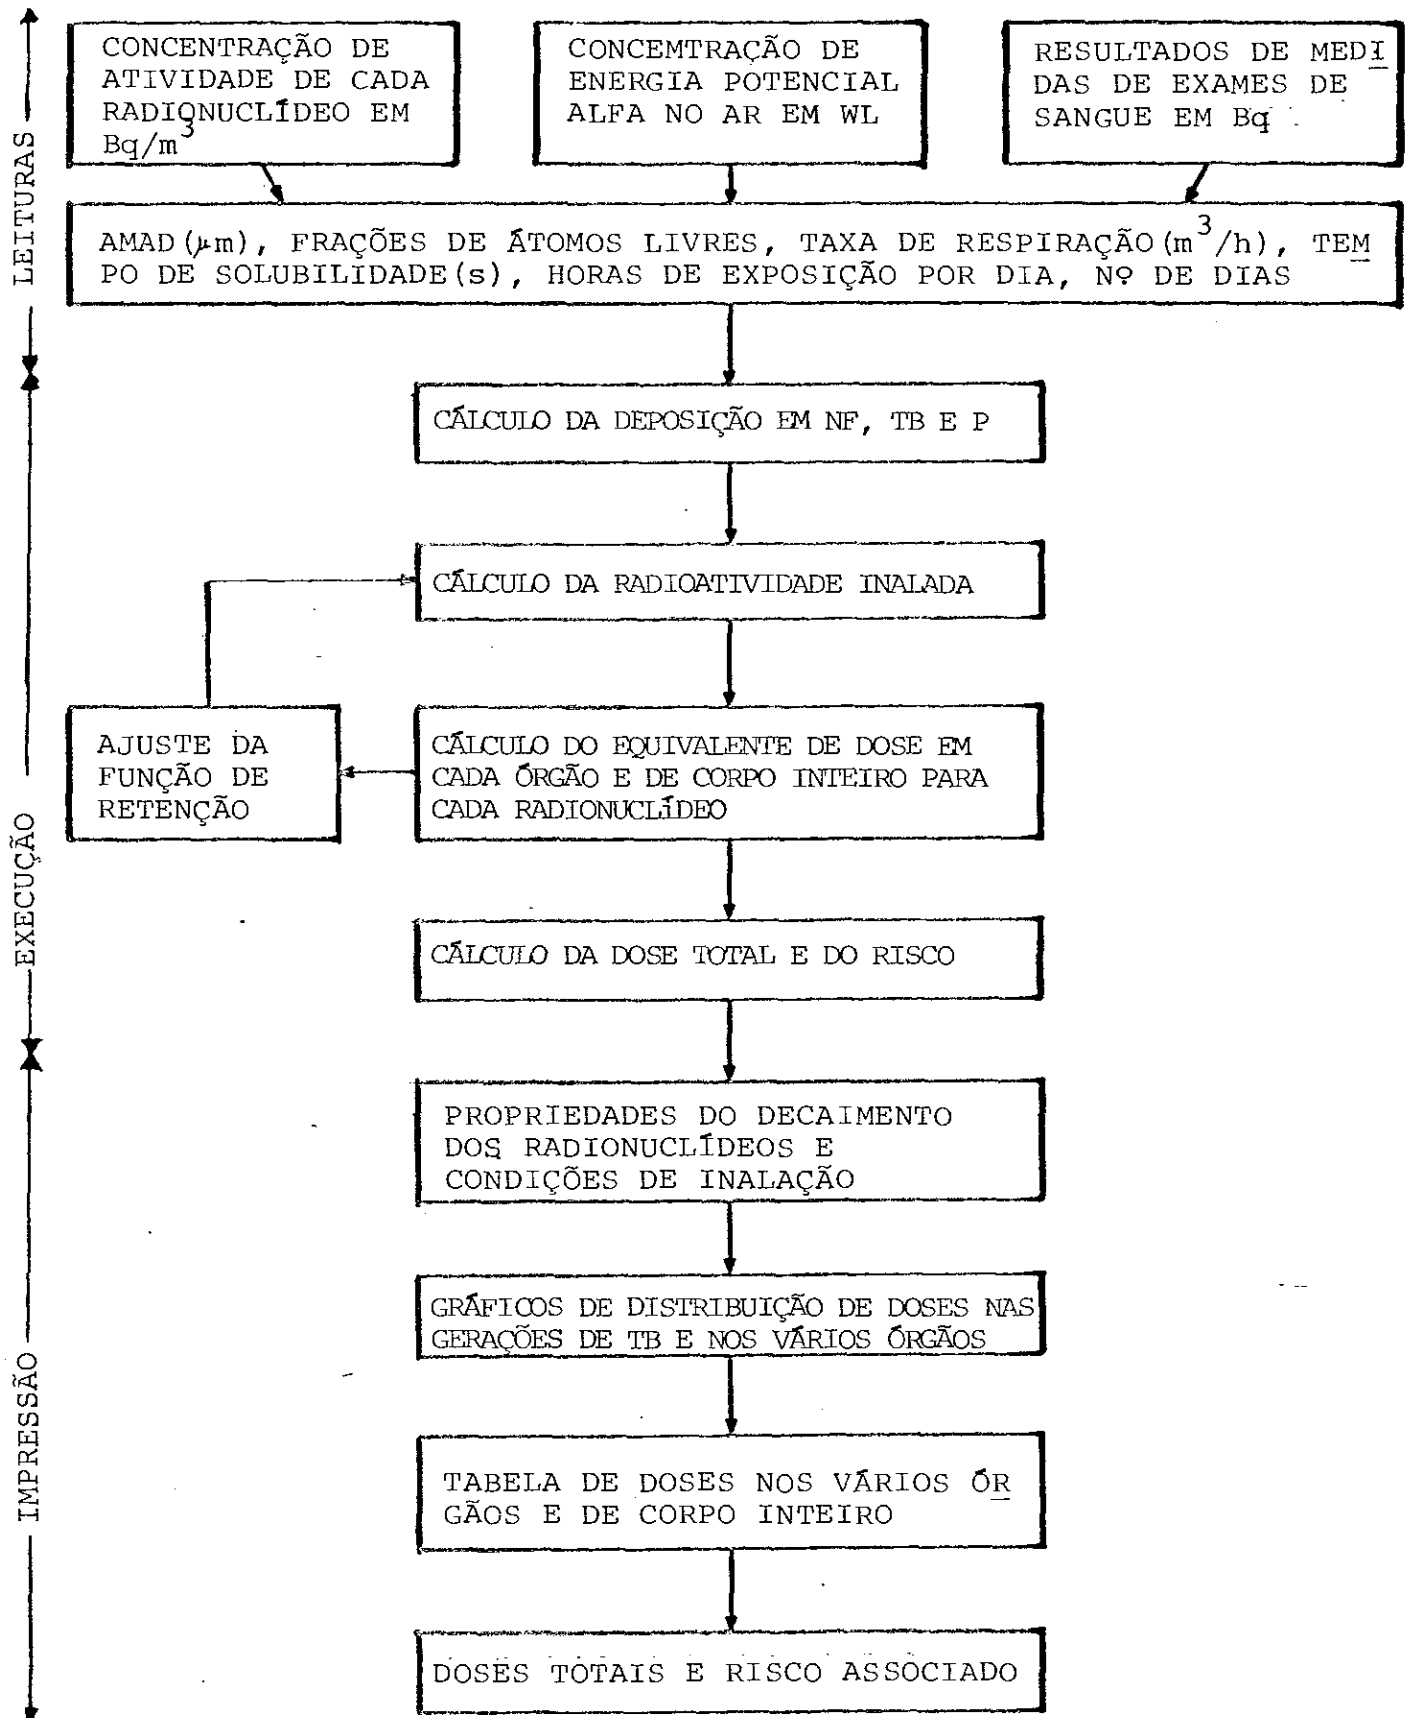 CONCENTRAÇÃO DE
ATIVIDADE DE CADA
RADIONUCLÍDEO EM
Bq/m³
CONCEMTRAÇÃO DE
ENERGIA POTENCIAL
ALFA NO AR EM WL
RESULTADOS DE MEDI
DAS DE EXAMES DE
SANGUE EM Bq
LEITURAS
AMAD(μm), FRAÇÕES DE ÁTOMOS LIVRES, TAXA DE RESPIRAÇÃO(m³/h), TEM
PO DE SOLUBILIDADE(s), HORAS DE EXPOSIÇÃO POR DIA, Nº DE DIAS
CÁLCULO DA DEPOSIÇÃO EM NF, TB E P
CÁLCULO DA RADIOATIVIDADE INALADA
EXECUÇÃO
AJUSTE DA
FUNÇÃO DE
RETENÇÃO
CÁLCULO DO EQUIVALENTE DE DOSE EM
CADA ÓRGÃO E DE CORPO INTEIRO PARA
CADA RADIONUCLÍDEO
CÁLCULO DA DOSE TOTAL E DO RISCO
IMPRESSÃO
PROPRIEDADES DO DECAIMENTO
DOS RADIONUCLÍDEOS E
CONDIÇÕES DE INALAÇÃO
GRÁFICOS DE DISTRIBUIÇÃO DE DOSES NAS
GERAÇÕES DE TB E NOS VÁRIOS ÓRGÃOS
TABELA DE DOSES NOS VÁRIOS ÓR
GÃOS E DE CORPO INTEIRO
DOSES TOTAIS E RISCO ASSOCIADO